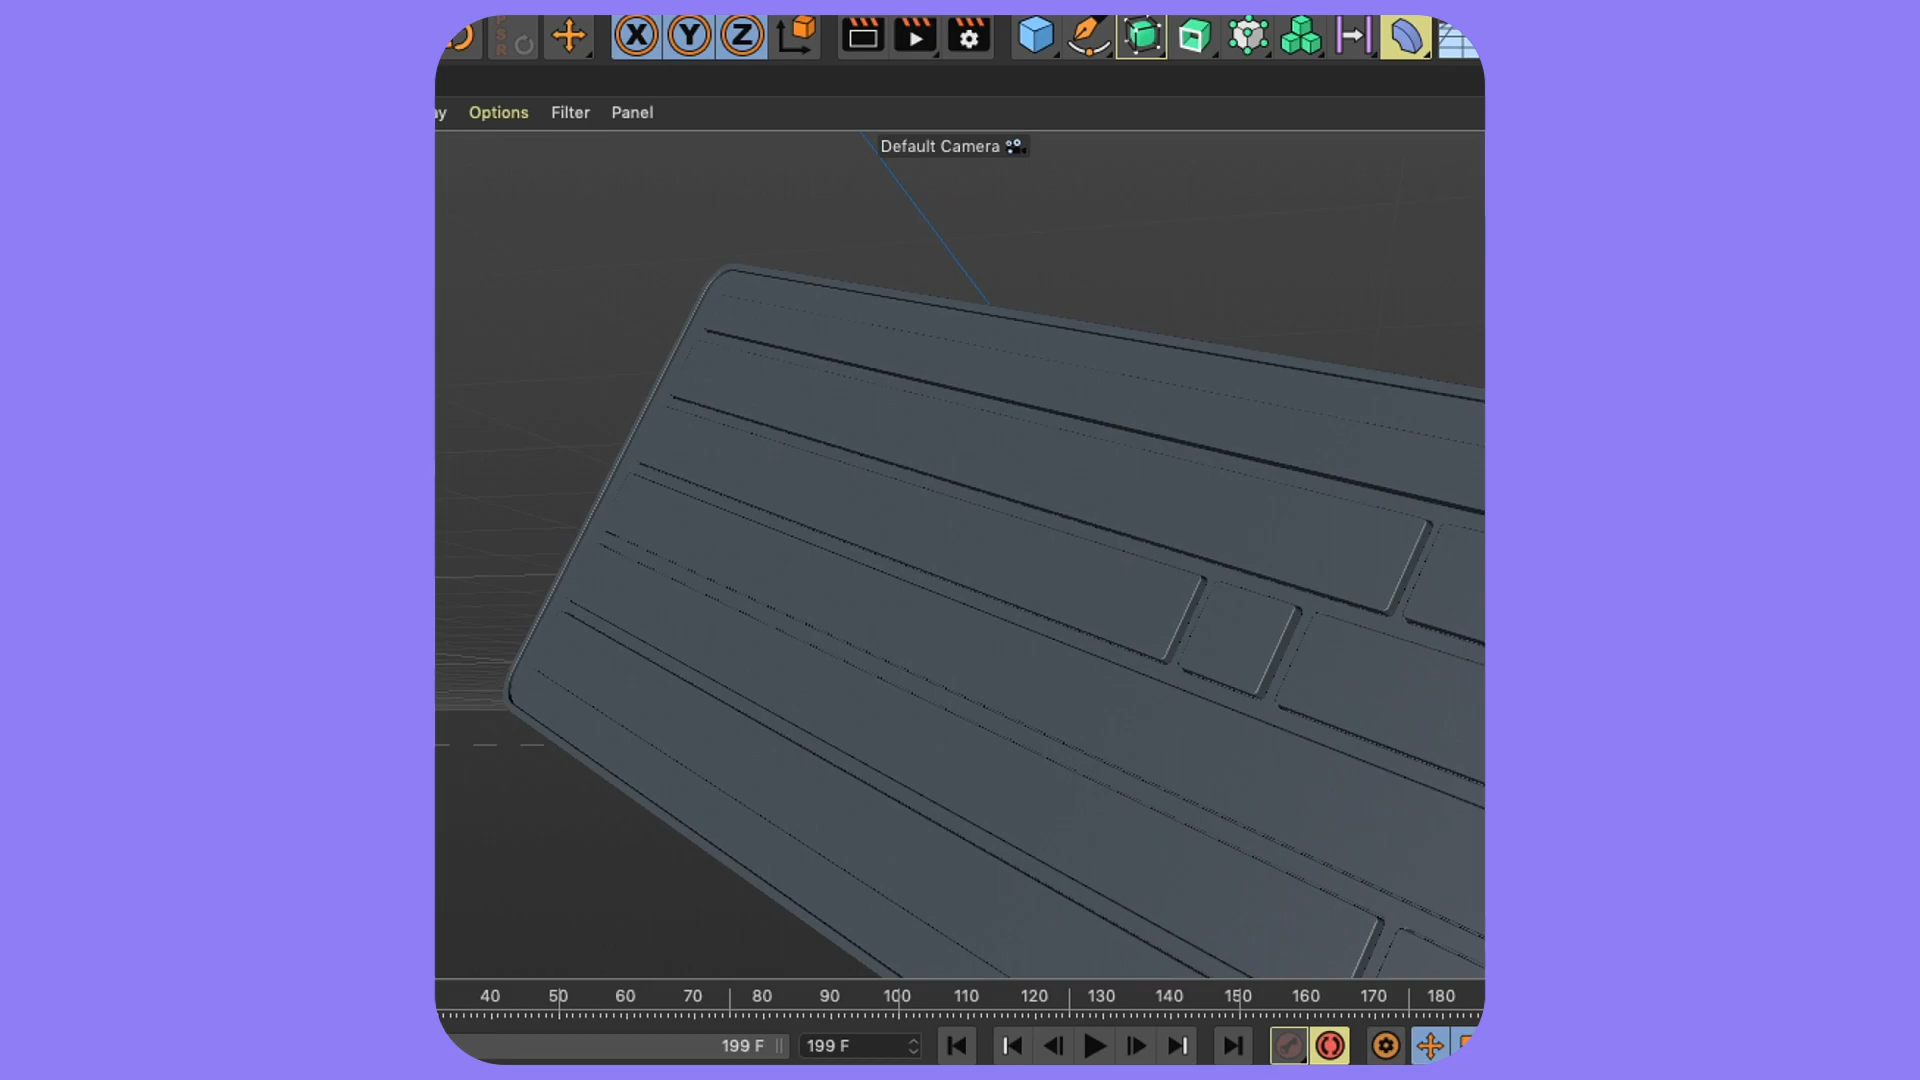 PSR
X Y Z
Options Filter Panel
Default Camera
40 50 60 70 80 90 100 110 120 130 140 150 160 170 180
199 F 199 F